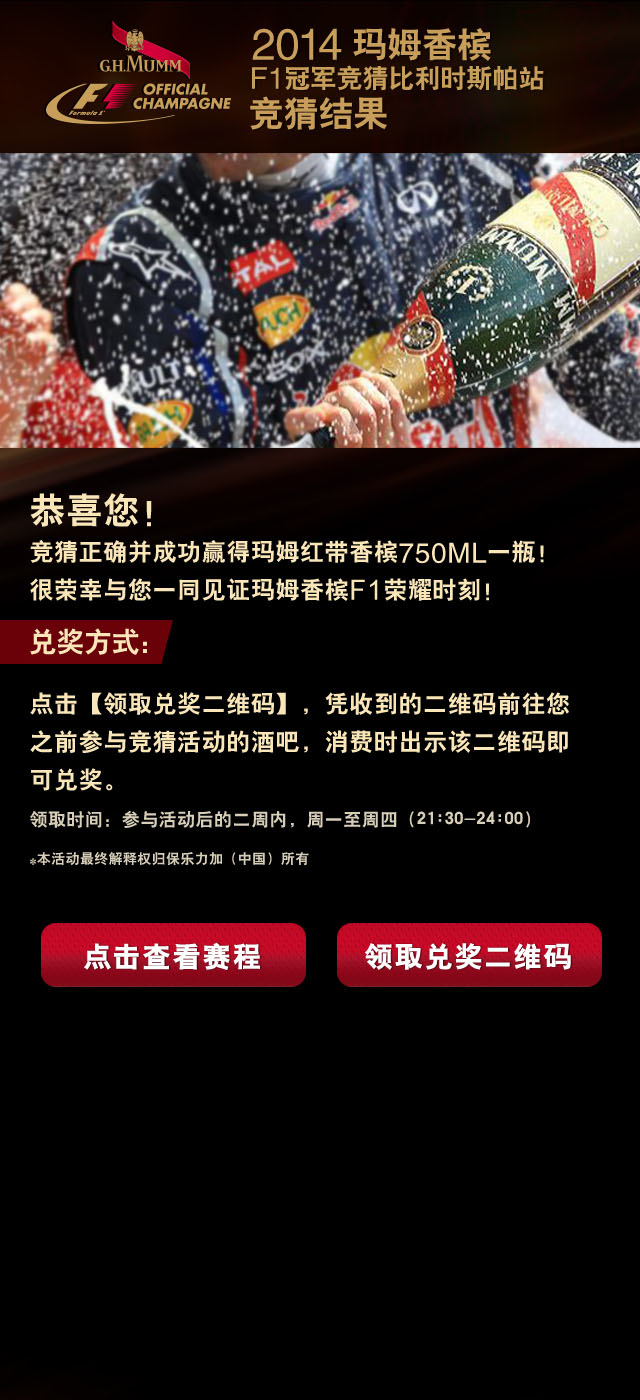 G.H.MUMM
F1
Formula 1
OFFICIAL
CHAMPAGNE
2014 玛姆香槟
F1冠军竞猜比利时斯帕站
竞猜结果
Red Bull
INFINITI
MUMM
恭喜您!
竞猜正确并成功赢得玛姆红带香槟750ML一瓶!
很荣幸与您一同见证玛姆香槟F1荣耀时刻!
兑奖方式:
点击【领取兑奖二维码】，凭收到的二维码前往您
之前参与竞猜活动的酒吧，消费时出示该二维码即
可兑奖。
领取时间：参与活动后的二周内，周一至周四（21:30-24:00）
*本活动最终解释权归保乐力加（中国）所有
点击查看赛程
领取兑奖二维码